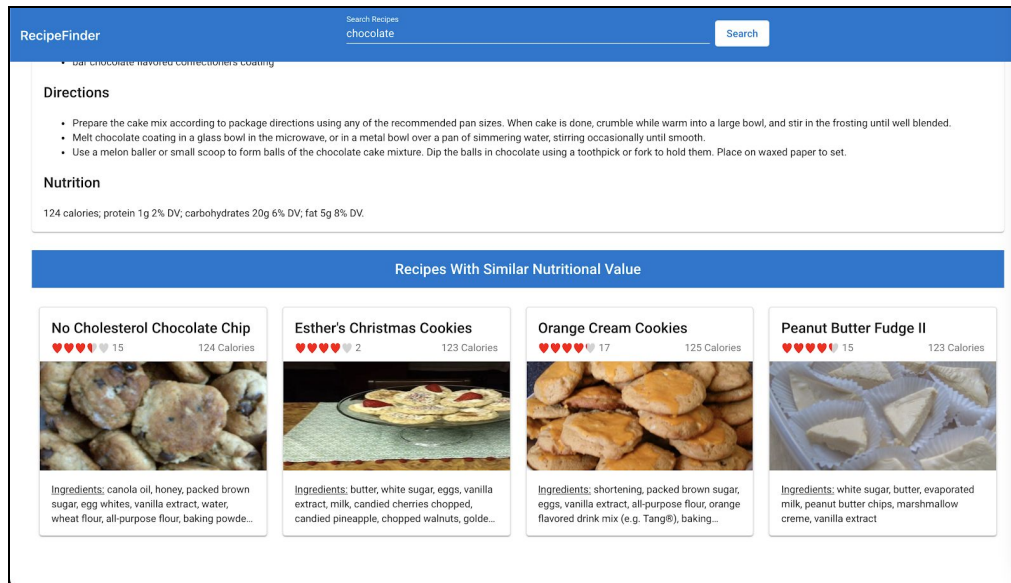 RecipeFinder
Search Recipes
chocolate
Search
bar chocolate flavored confectioners coating
Directions
Prepare the cake mix according to package directions using any of the recommended pan sizes. When cake is done, crumble while warm into a large bowl, and stir in the frosting until well blended.
Melt chocolate coating in a glass bowl in the microwave, or in a metal bowl over a pan of simmering water, stirring occasionally until smooth.
Use a melon baller or small scoop to form balls of the chocolate cake mixture. Dip the balls in chocolate using a toothpick or fork to hold them. Place on waxed paper to set.
Nutrition
124 calories; protein 1g 2% DV; carbohydrates 20g 6% DV; fat 5g 8% DV.
Recipes With Similar Nutritional Value
No Cholesterol Chocolate Chip
15 124 Calories
Ingredients: canola oil, honey, packed brown
sugar, egg whites, vanilla extract, water,
wheat flour, all-purpose flour, baking powde...
Esther's Christmas Cookies
2 123 Calories
Ingredients: butter, white sugar, eggs, vanilla
extract, milk, candied cherries chopped,
candied pineapple, chopped walnuts, golde...
Orange Cream Cookies
17 125 Calories
Ingredients: shortening, packed brown sugar,
eggs, vanilla extract, all-purpose flour, orange
flavored drink mix (e.g. Tang®), baking...
Peanut Butter Fudge II
15 123 Calories
Ingredients: white sugar, butter, evaporated
milk, peanut butter chips, marshmallow
creme, vanilla extract